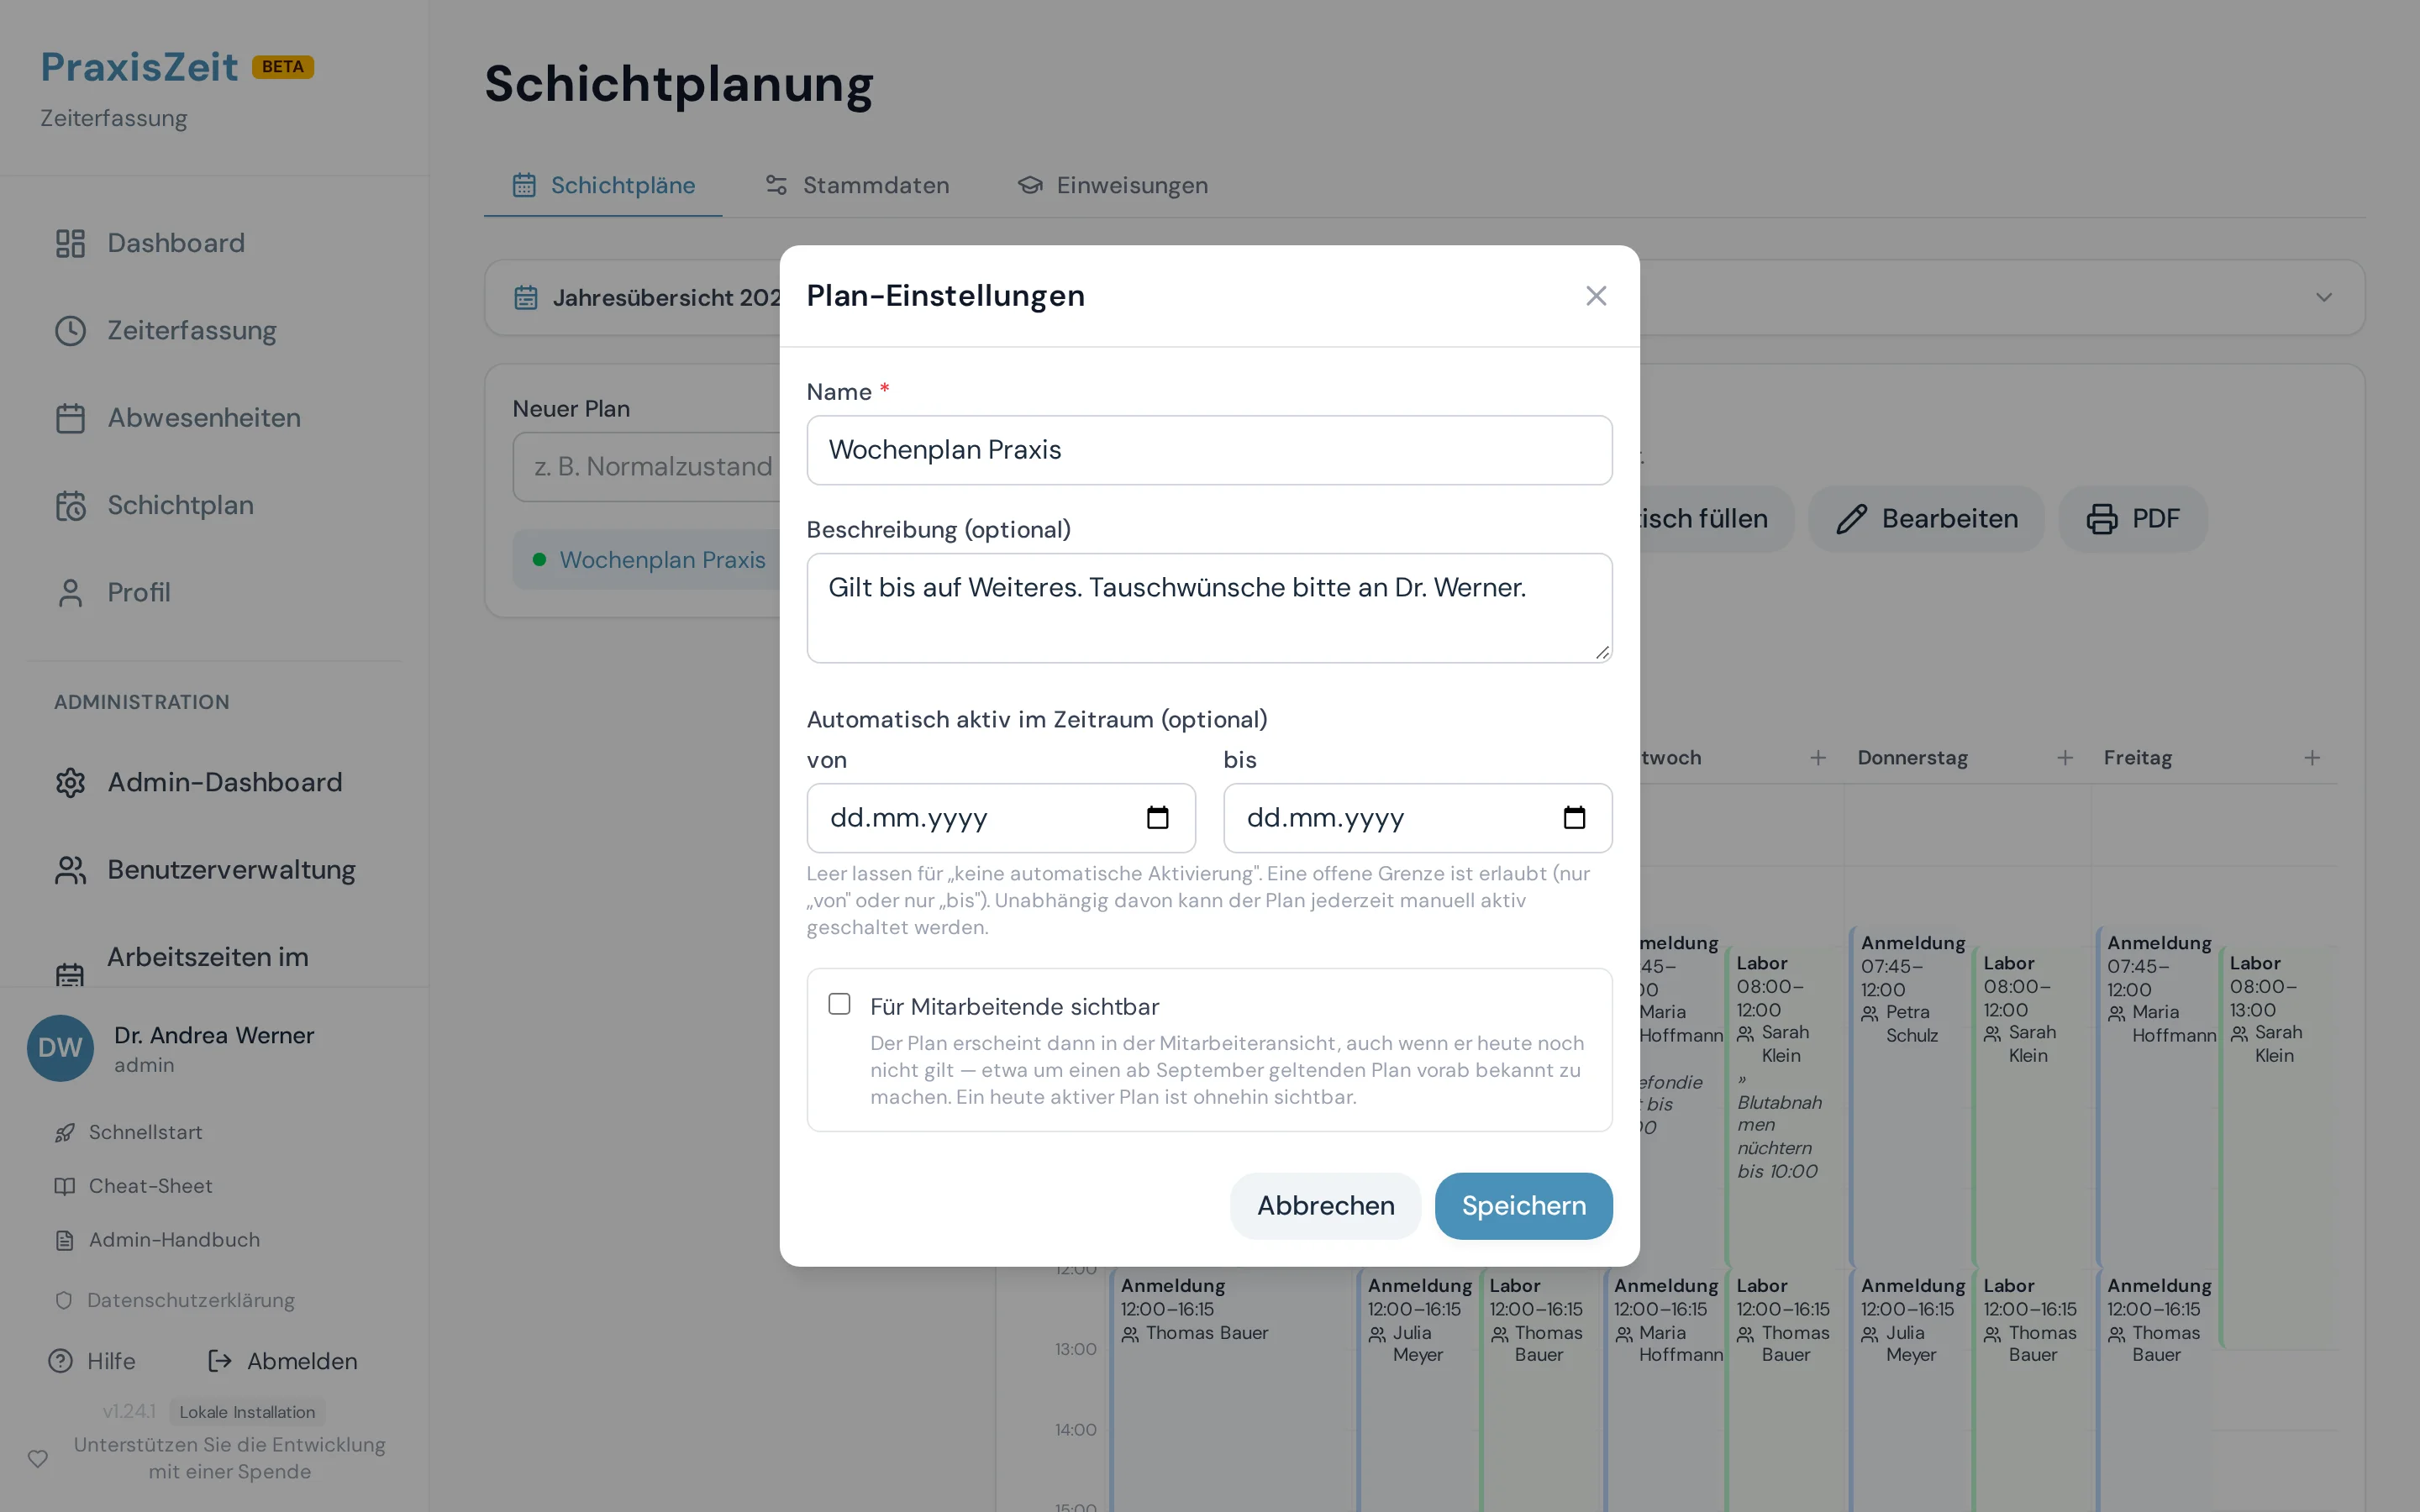 PraxisZeit BETA
Zeiterfassung
Dashboard
Zeiterfassung
Abwesenheiten
Schichtplan
Profil
ADMINISTRATION
Admin-Dashboard
Benutzerverwaltung
Arbeitszeiten im
DW
Dr. Andrea Werner
admin
Schnellstart
Cheat-Sheet
Admin-Handbuch
Datenschutzerklärung
Hilfe
Abmelden
v1.24.1 Lokale Installation
Unterstützen Sie die Entwicklung
mit einer Spende
Schichtplanung
Schichtpläne
Stammdaten
Einweisungen
Jahresübersicht
Neuer Plan
z. B. Normalzustand
Wochenplan Praxis
füllen
Bearbeiten
PDF
Plan-Einstellungen
Name *
Wochenplan Praxis
Beschreibung (optional)
Gilt bis auf Weiteres. Tauschwünsche bitte an Dr. Werner.
Automatisch aktiv im Zeitraum (optional)
von
bis
dd.mm.yyyy
dd.mm.yyyy
Leer lassen für „keine automatische Aktivierung". Eine offene Grenze ist erlaubt (nur
„von" oder nur „bis"). Unabhängig davon kann der Plan jederzeit manuell aktiv
geschaltet werden.
Für Mitarbeitende sichtbar
Der Plan erscheint dann in der Mitarbeiteransicht, auch wenn er heute noch
nicht gilt — etwa um einen ab September geltenden Plan vorab bekannt zu
machen. Ein heute aktiver Plan ist ohnehin sichtbar.
Abbrechen
Speichern
Donnerstag
Freitag
Maria
Hoffmann
bis
Labor
08:00–
12:00
Sarah
Klein
»
Blutabnah
men
nüchtern
bis 10:00
Anmeldung
07:45–
12:00
Petra
Schulz
Labor
08:00–
12:00
Sarah
Klein
Anmeldung
07:45–
12:00
Maria
Hoffmann
Labor
08:00–
13:00
Sarah
Klein
12:00
13:00
14:00
15:00
Anmeldung
12:00–16:15
Thomas Bauer
Anmeldung
12:00–16:15
Julia
Meyer
Labor
12:00–16:15
Thomas
Bauer
Anmeldung
12:00–16:15
Maria
Hoffmann
Labor
12:00–16:15
Thomas
Bauer
Anmeldung
12:00–16:15
Julia
Meyer
Labor
12:00–16:15
Thomas
Bauer
Anmeldung
12:00–16:15
Thomas
Bauer